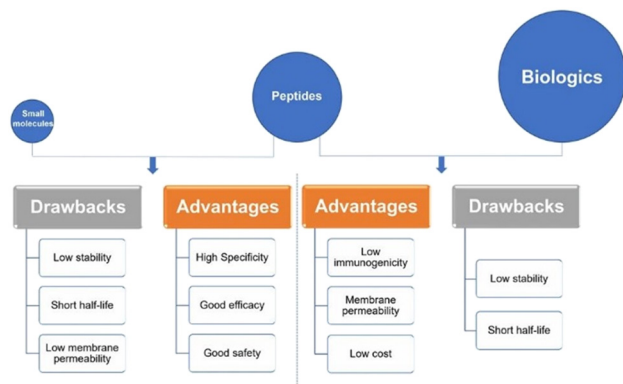 Small
molecules
Peptides
Biologics
Drawbacks
Low stability
Short half-life
Low membrane
permeability
Advantages
High Specificity
Good efficacy
Good safety
Advantages
Low
immunogenicity
Membrane
permeability
Low cost
Drawbacks
Low stability
Short half-life